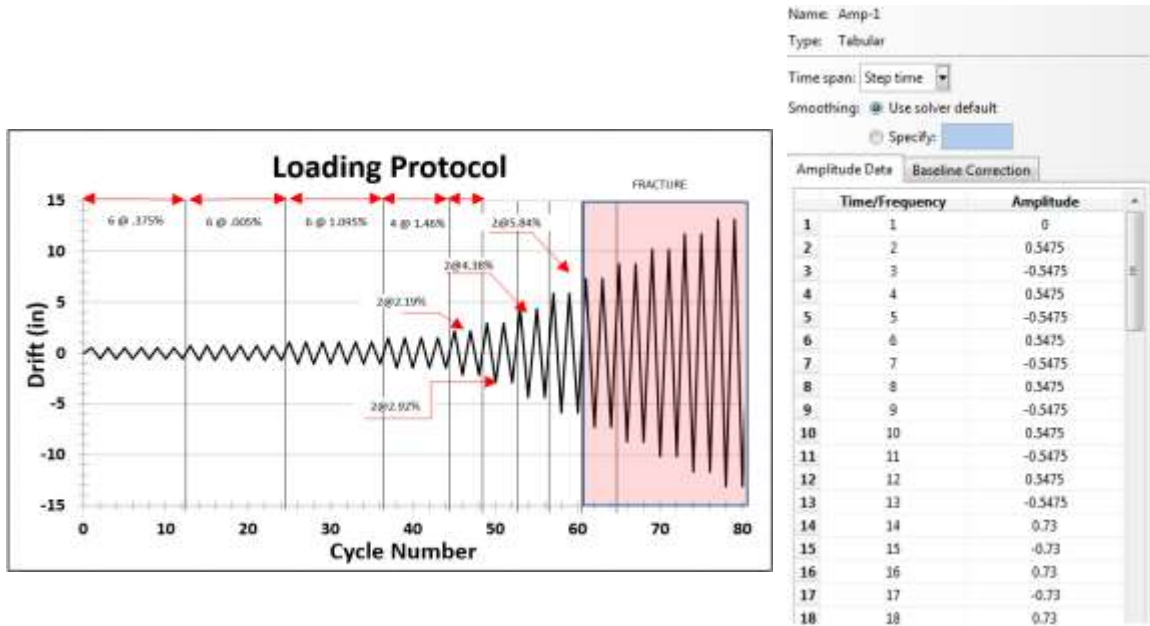 Loading Protocol
FRACTURE
6 @ .375%
6 @ .005%
6 @ 1.095%
4 @ 1.46%
2@5.84%
2@4.38%
2@2.19%
2@2.92%
Drift (in)
15
10
5
0
-5
-10
-15
0 10 20 30 40 50 60 70 80
Cycle Number
Name: Amp-1
Type: Tabular
Time span: Step time
Smoothing: Use solver default
Specify:
Amplitude Data Baseline Correction
Time/Frequency Amplitude
1 1 0
2 2 0.5475
3 3 -0.5475
4 4 0.5475
5 5 -0.5475
6 6 0.5475
7 7 -0.5475
8 8 0.5475
9 9 -0.5475
10 10 0.5475
11 11 -0.5475
12 12 0.5475
13 13 -0.5475
14 14 0.73
15 15 -0.73
16 16 0.73
17 17 -0.73
18 18 0.73